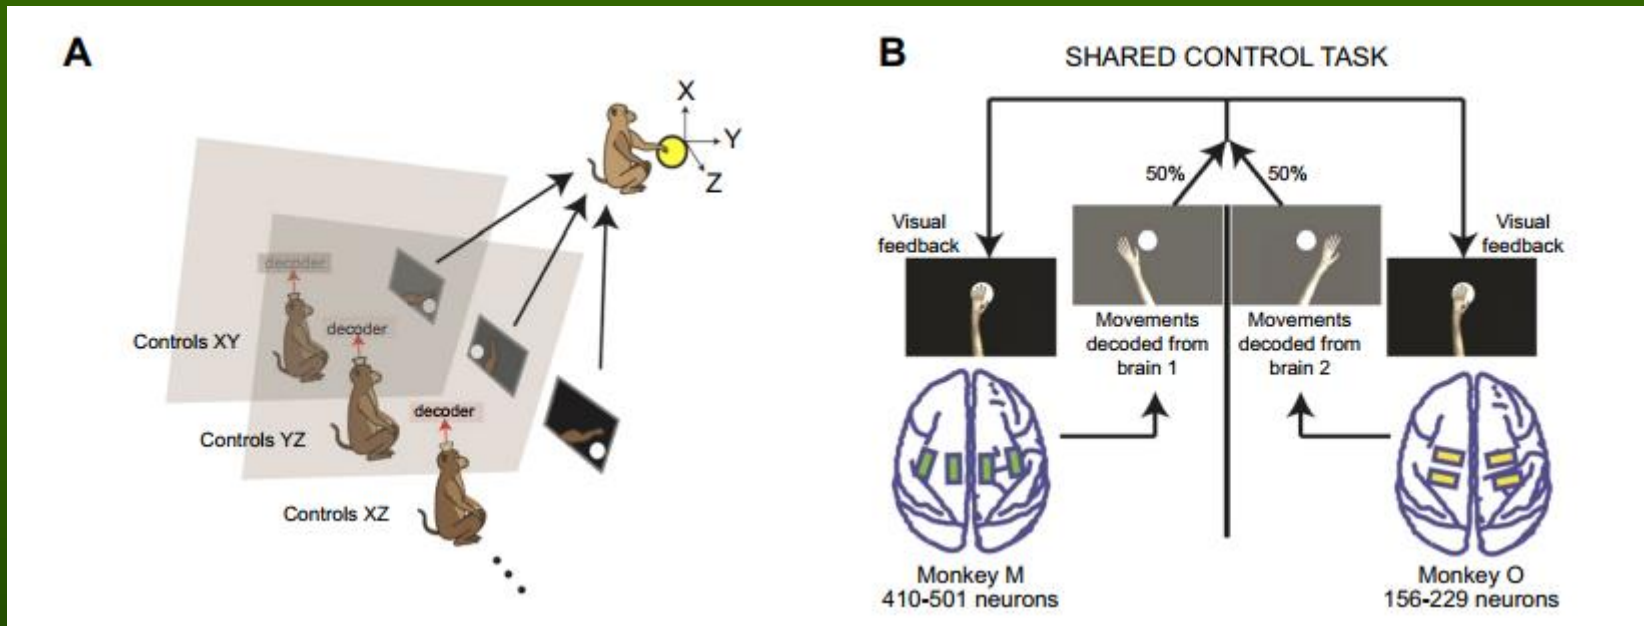 A
X
Y
Z
decoder
Controls XY
decoder
Controls YZ
decoder
Controls XZ
B
SHARED CONTROL TASK
50%
50%
Visual
feedback
Visual
feedback
Movements
decoded from
brain 1
Movements
decoded from
brain 2
Monkey M
410-501 neurons
Monkey O
156-229 neurons